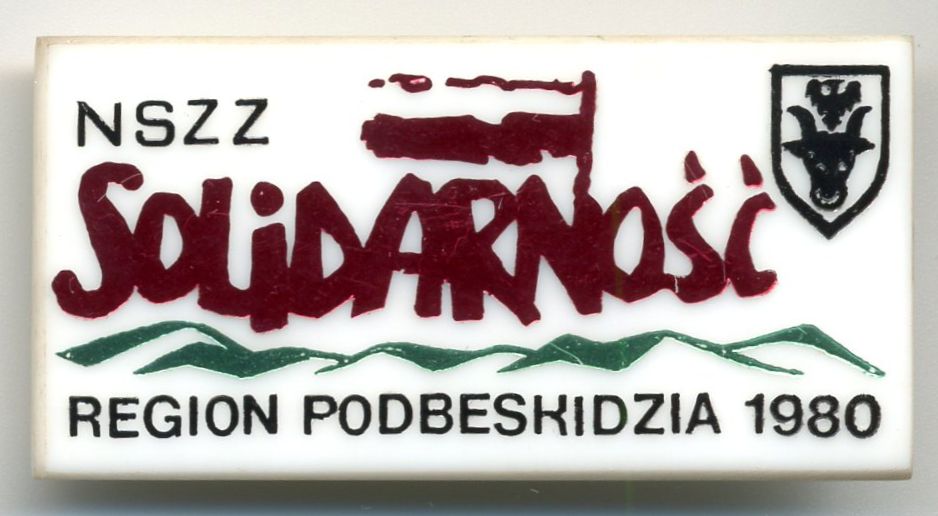 NSZZ
SOLiDARNOŚĆ
REGION PODBESKIDZIA 1980